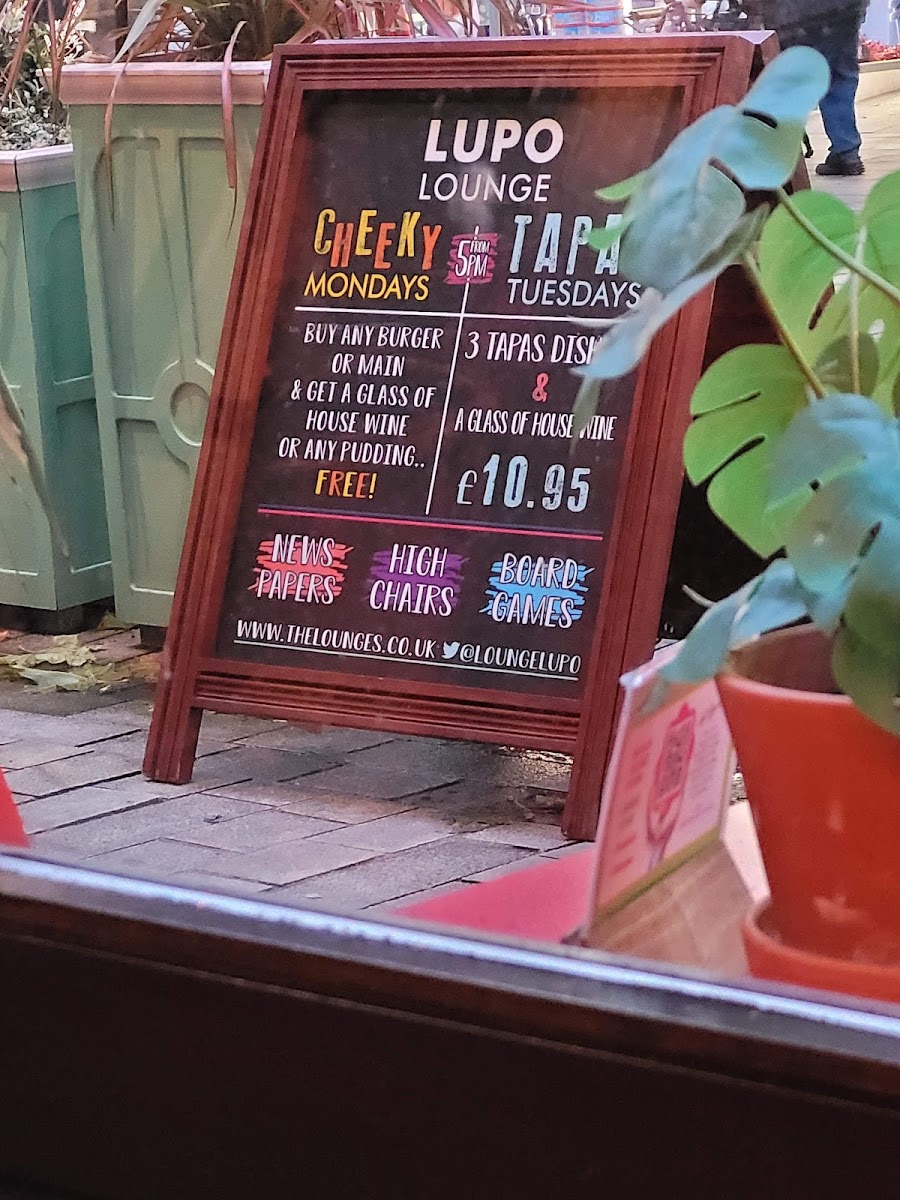 LUPO
LOUNGE
CHEEKY
MONDAYS
FROM
5PM
TAPA
TUESDAYS
BUY ANY BURGER
OR MAIN
& GET A GLASS OF
HOUSE WINE
OR ANY PUDDING..
FREE!
3 TAPAS DISH
&
A GLASS OF HOUSE WINE
£10.95
NEWS
PAPERS
HIGH
CHAIRS
BOARD
GAMES
WWW.THELOUNGES.CO.UK @LOUNGELUPO